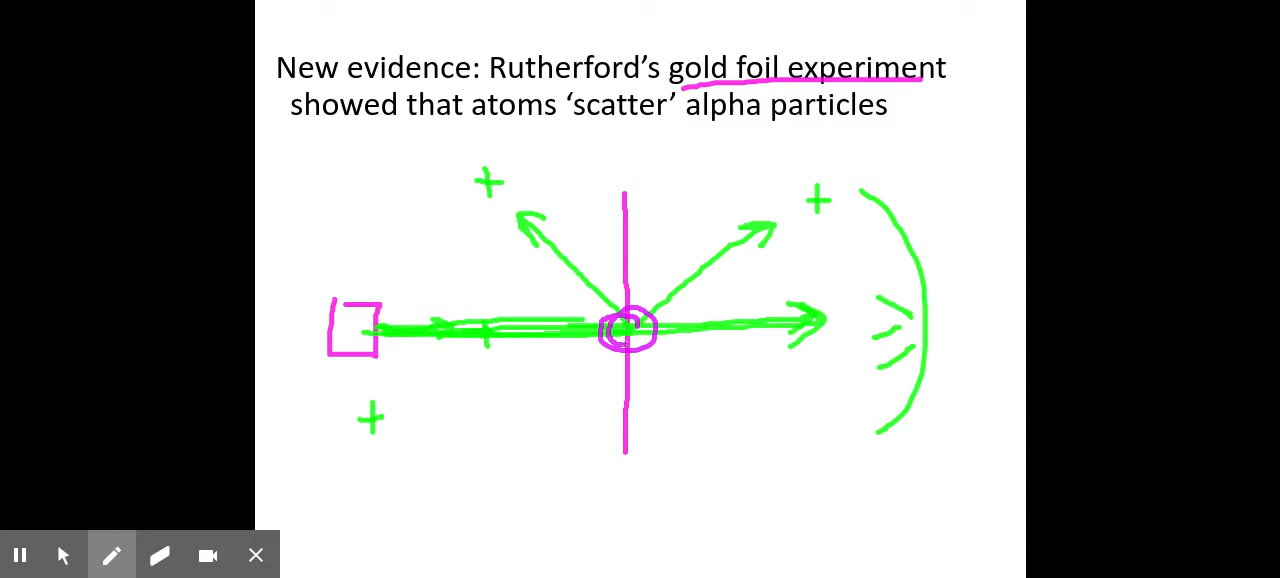 New evidence: Rutherford’s gold foil experiment
showed that atoms ‘scatter’ alpha particles
+
+
+
+